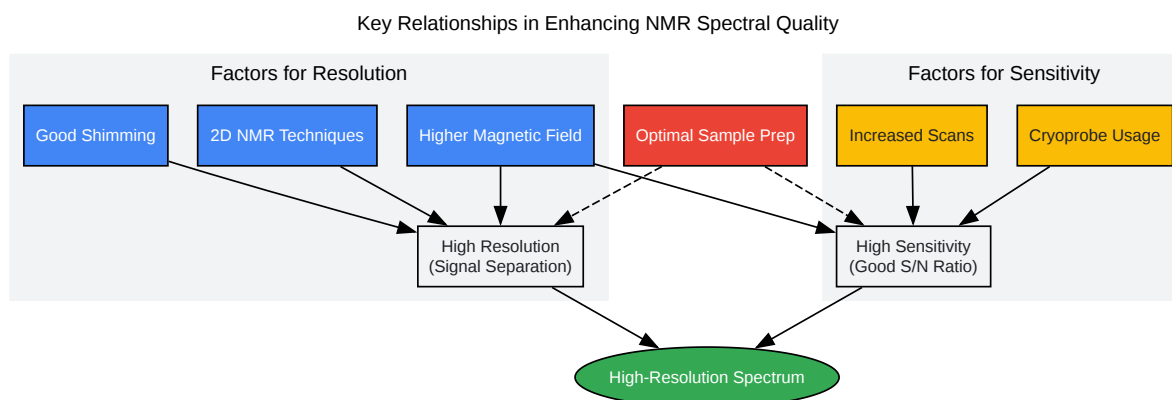 Key Relationships in Enhancing NMR Spectral Quality
Factors for Resolution
Factors for Sensitivity
Good Shimming
2D NMR Techniques
Higher Magnetic Field
Optimal Sample Prep
Increased Scans
Cryoprobe Usage
High Resolution
(Signal Separation)
High Sensitivity
(Good S/N Ratio)
High-Resolution Spectrum